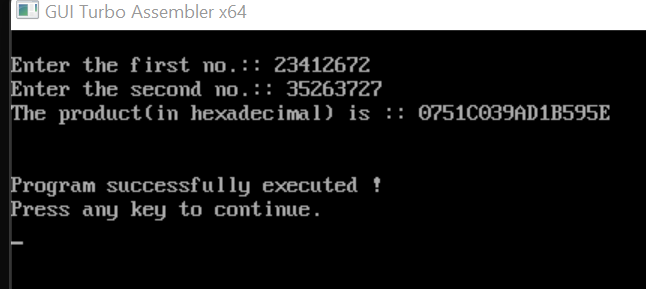 GUI Turbo Assembler x64
Enter the first no.:: 23412672
Enter the second no.:: 35263727
The product(in hexadecimal) is :: 0751C039AD1B595E
Program successfully executed !
Press any key to continue.